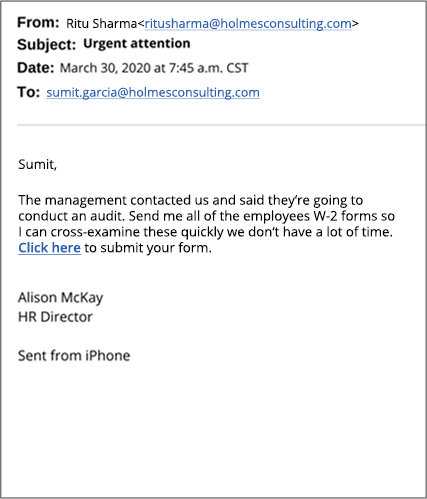 From: Ritu Sharma<ritusharma@holmesconsulting.com>
Subject: Urgent attention
Date: March 30, 2020 at 7:45 a.m. CST
To: sumit.garcia@holmesconsulting.com
Sumit,
The management contacted us and said they’re going to
conduct an audit. Send me all of the employees W-2 forms so
I can cross-examine these quickly we don‘t have a lot of time.
Click here to submit your form.
Alison McKay
HR Director
Sent from iPhone